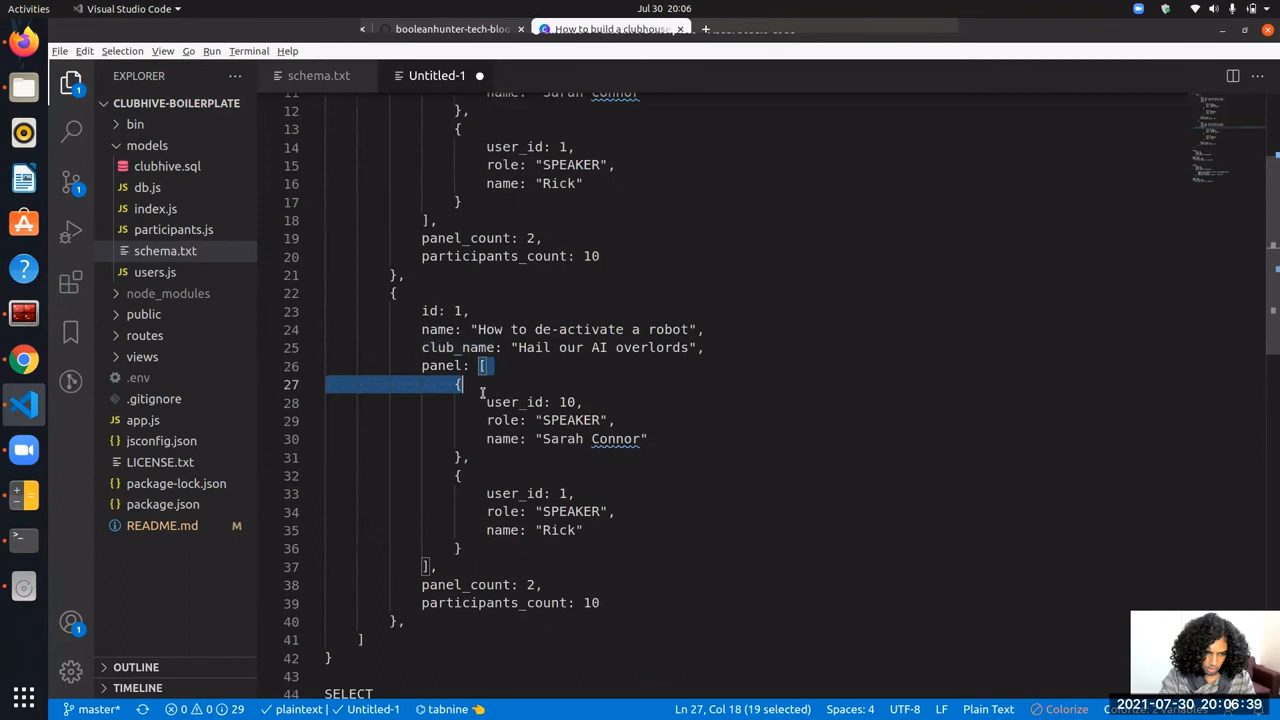 Activities Visual Studio Code Jul 30 20:06
booleanhunter-tech-bloo How to build a clubhouse
File Edit Selection View Go Run Terminal Help
EXPLORER schema.txt Untitled-1
CLUBHIVE-BOILERPLATE
bin
models
clubhive.sql
db.js
index.js
participants.js
schema.txt
users.js
node_modules
public
routes
views
.env
.gitignore
app.js
jsconfig.json
LICENSE.txt
package-lock.json
package.json
README.md M
OUTLINE
TIMELINE
1
1
1
11 name: "Sarah Connor"
12 },
13 {
14 user_id: 1,
15 role: "SPEAKER",
16 name: "Rick"
17 }
18 ],
19 panel_count: 2,
20 participants_count: 10
21 },
22 {
23 id: 1,
24 name: "How to de-activate a robot",
25 club_name: "Hail our AI overlords",
26 panel: [
27 {
28 user_id: 10,
29 role: "SPEAKER",
30 name: "Sarah Connor"
31 },
32 {
33 user_id: 1,
34 role: "SPEAKER",
35 name: "Rick"
36 }
37 ],
38 panel_count: 2,
39 participants_count: 10
40 },
41 ]
42 }
43
44 SELECT
master* 0 0 29 plaintext Untitled-1 tabnine Ln 27, Col 18 (19 selected) Spaces: 4 UTF-8 LF Plain Text Colorize
2021-07-30 20:06:39